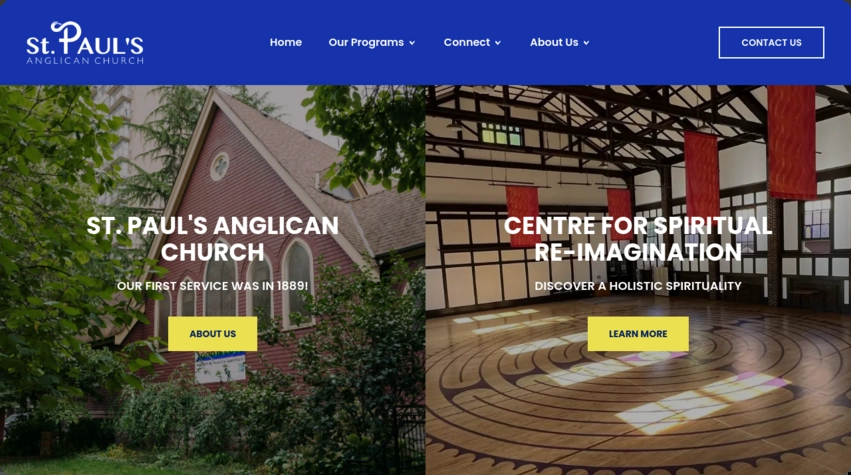 St. PAUL'S
ANGLICAN CHURCH
Home
Our Programs
Connect
About Us
CONTACT US
ST. PAUL'S ANGLICAN
CHURCH
OUR FIRST SERVICE WAS IN 1889!
ABOUT US
CENTRE FOR SPIRITUAL
RE-IMAGINATION
DISCOVER A HOLISTIC SPIRITUALITY
LEARN MORE